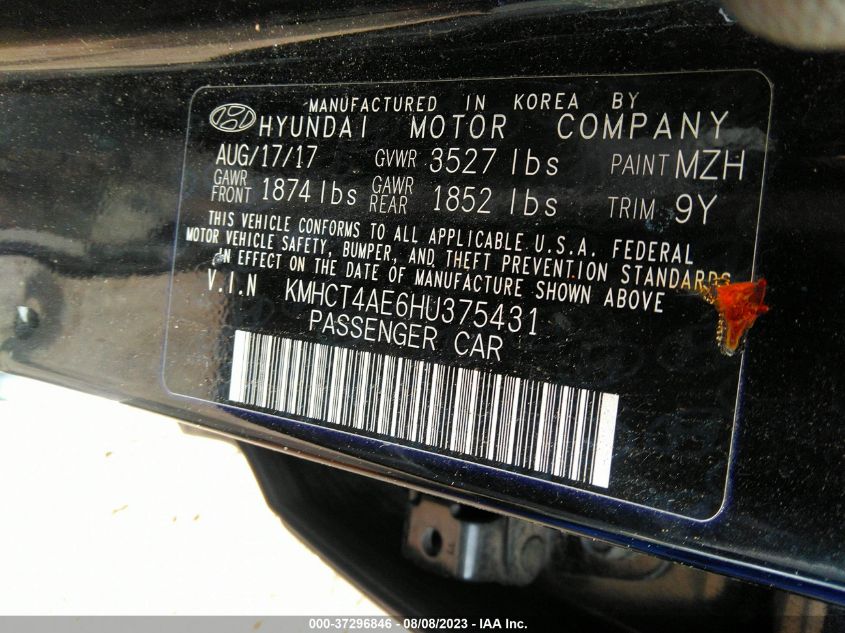 MANUFACTURED IN KOREA BY
HYUNDAI MOTOR COMPANY
AUG/17/17 GVWR 3527 lbs PAINT MZH
GAWR FRONT 1874 lbs GAWR REAR 1852 lbs TRIM 9Y
THIS VEHICLE CONFORMS TO ALL APPLICABLE U.S.A. FEDERAL
MOTOR VEHICLE SAFETY, BUMPER, AND THEFT PREVENTION STANDARDS
IN EFFECT ON THE DATE OF MANUFACTURE SHOWN ABOVE
V.I.N KMHCT4AE6HU375431
PASSENGER CAR
000-37296846 - 08/08/2023 - IAA Inc.